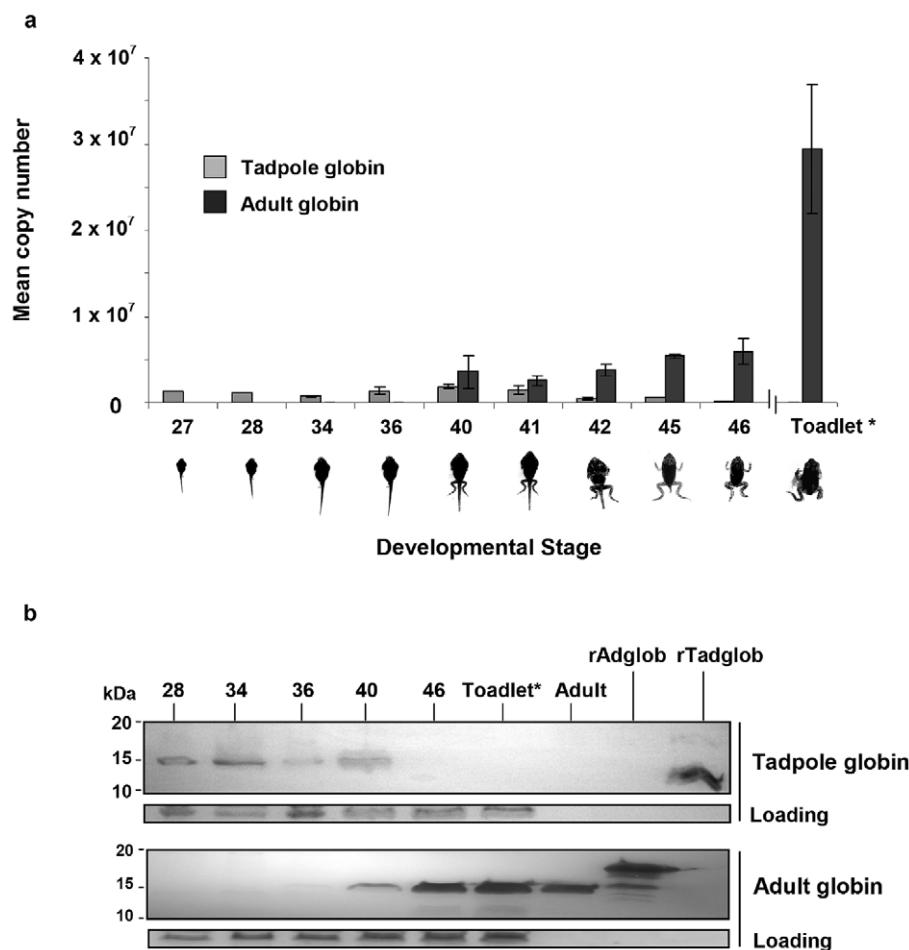 a
4 x 10⁷
3 x 10⁷
2 x 10⁷
1 x 10⁷
0
Mean copy number
Tadpole globin
Adult globin
27 28 34 36 40 41 42 45 46 Toadlet *
Developmental Stage
b
rAdglob rTadglob
kDa 28 34 36 40 46 Toadlet* Adult
20
15
10
Tadpole globin
Loading
20
15
10
Adult globin
Loading